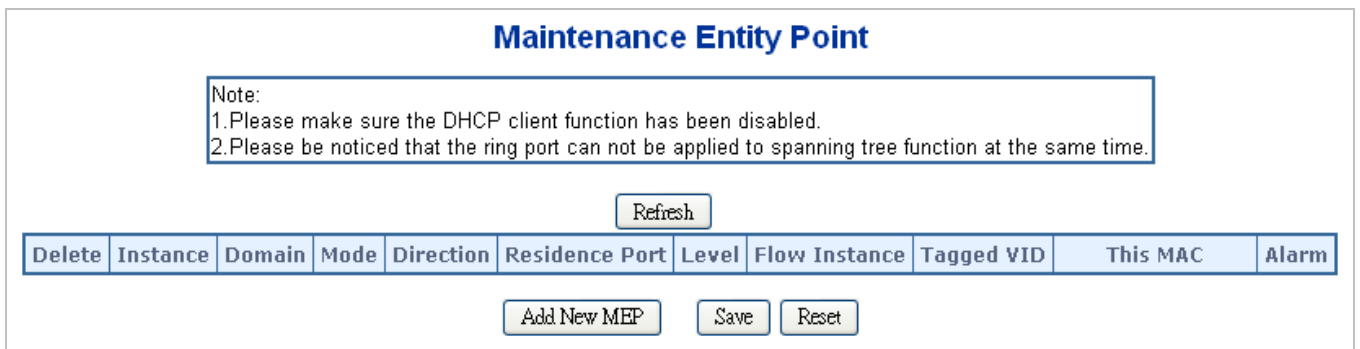 Maintenance Entity Point
Note:
1.Please make sure the DHCP client function has been disabled.
2.Please be noticed that the ring port can not be applied to spanning tree function at the same time.
Refresh
Delete Instance Domain Mode Direction Residence Port Level Flow Instance Tagged VID This MAC Alarm
Add New MEP Save Reset